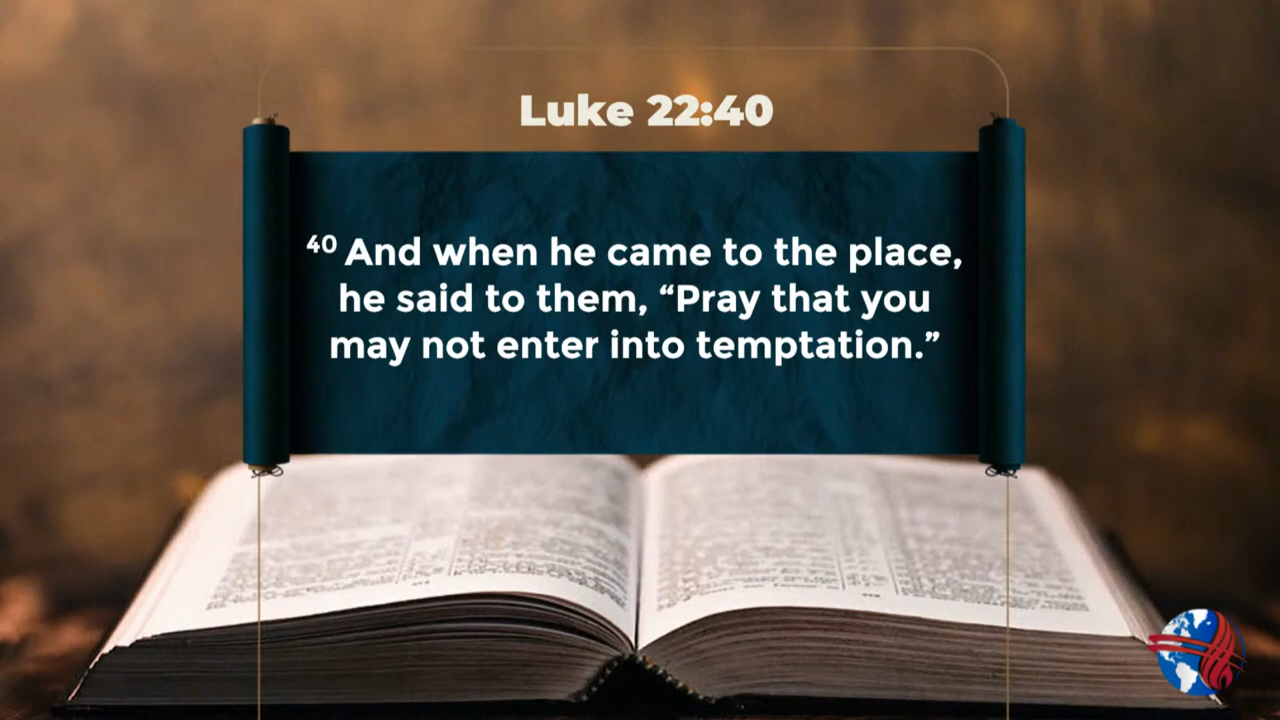 Luke 22:40
40 And when he came to the place,
he said to them, “Pray that you
may not enter into temptation.”